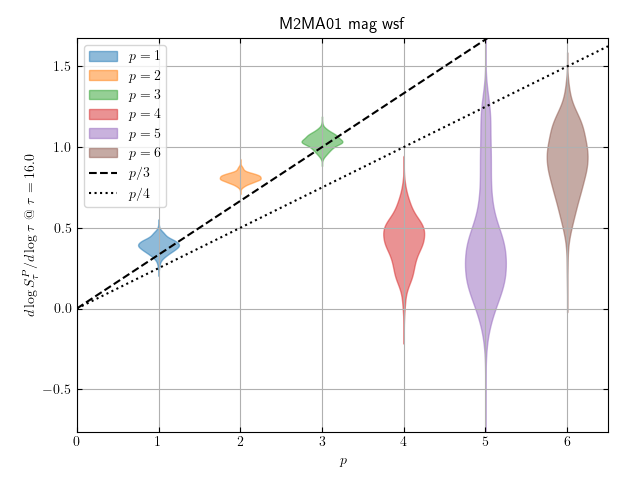 M2MA01 mag wsf
d log S_τ^P / d log τ @ τ = 16.0
1.5
1.0
0.5
0.0
−0.5
p = 1
p = 2
p = 3
p = 4
p = 5
p = 6
p/3
p/4
0 1 2 3 4 5 6
p